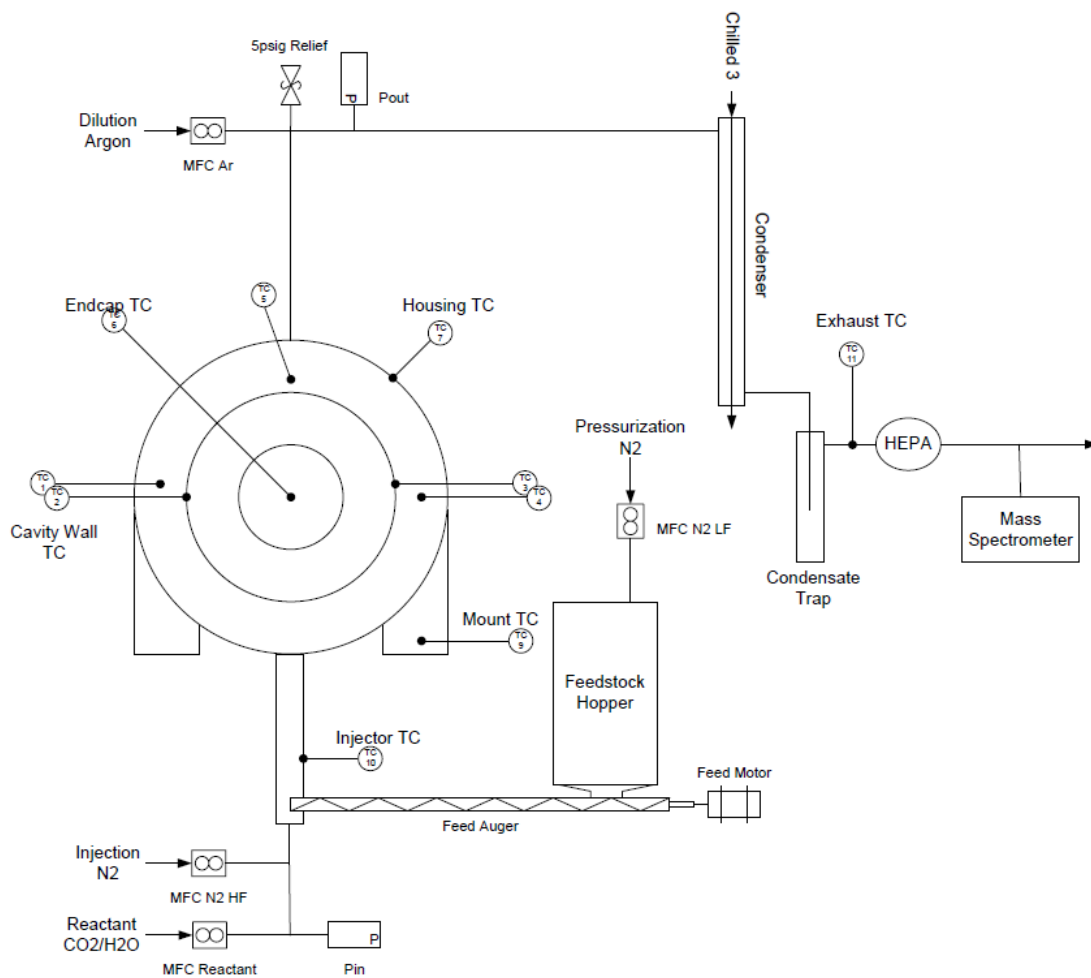 5psig Relief
P
Pout
Chilled 3
Dilution
Argon
MFC Ar
Condenser
Endcap TC
TC
6
TC
5
Housing TC
TC
7
Exhaust TC
TC
11
Pressurization
N2
HEPA
TC
1
TC
2
TC
3
TC
4
Cavity Wall
TC
MFC N2 LF
Mass
Spectrometer
Condensate
Trap
Mount TC
TC
9
Feedstock
Hopper
Injector TC
TC
10
Feed Motor
Feed Auger
Injection
N2
MFC N2 HF
Reactant
CO2/H2O
MFC Reactant
P
Pin